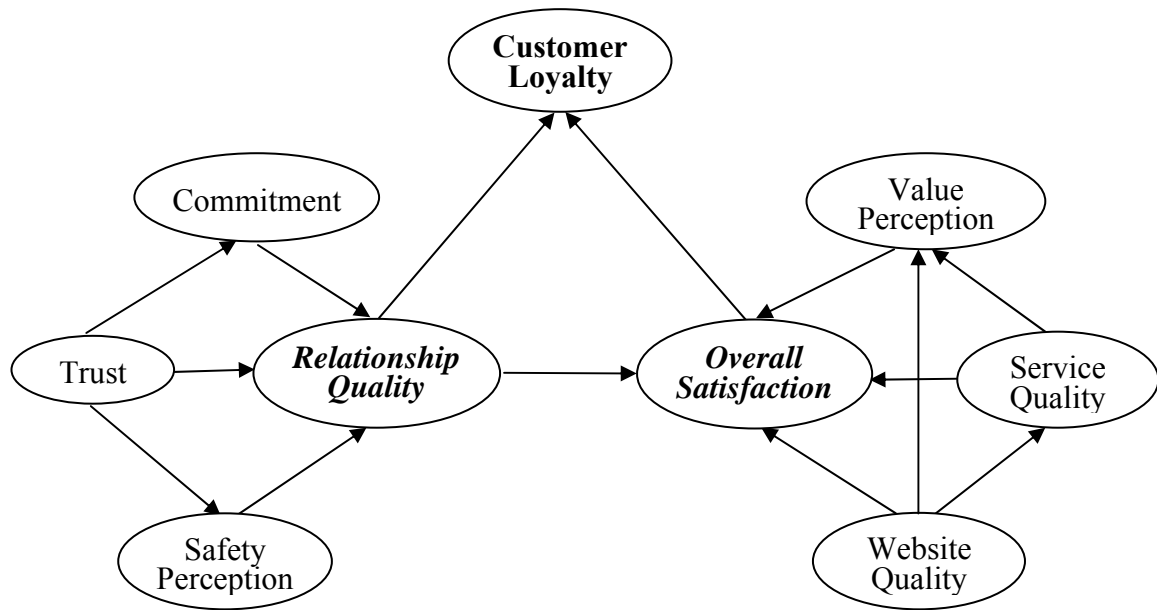 Customer
Loyalty
Commitment
Value
Perception
Trust
Relationship
Quality
Overall
Satisfaction
Service
Quality
Safety
Perception
Website
Quality